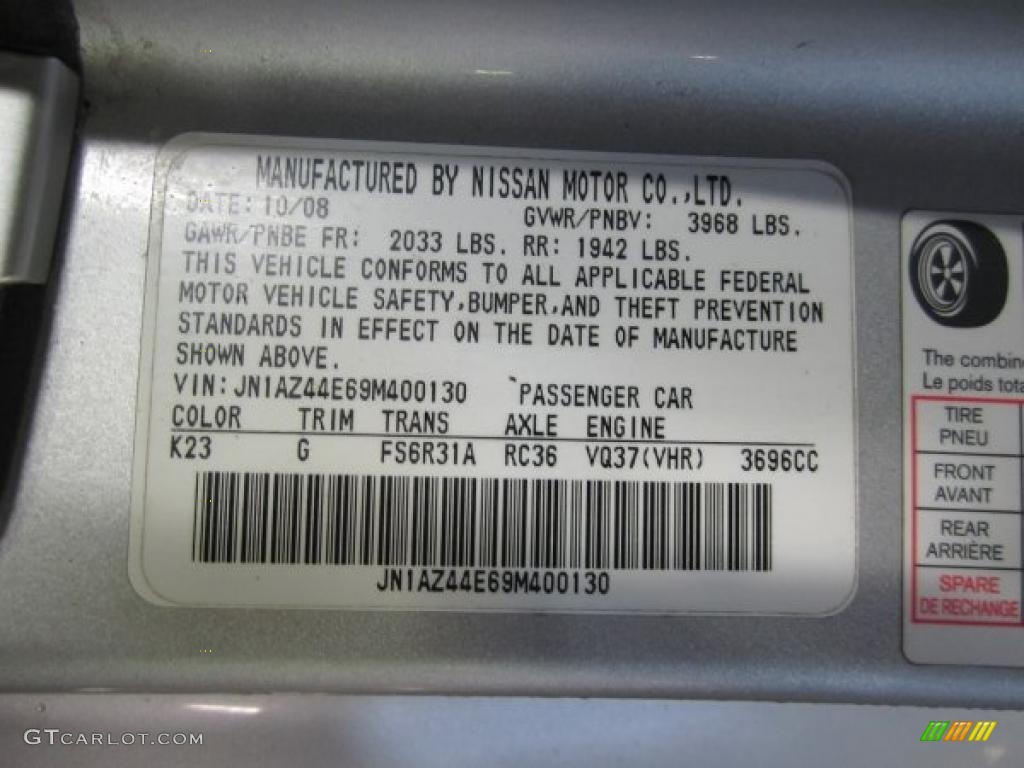 MANUFACTURED BY NISSAN MOTOR CO.,LTD.
DATE: 10/08 GVWR/PNBV: 3968 LBS.
GAWR/PNBE FR: 2033 LBS. RR: 1942 LBS.
THIS VEHICLE CONFORMS TO ALL APPLICABLE FEDERAL
MOTOR VEHICLE SAFETY,BUMPER,AND THEFT PREVENTION
STANDARDS IN EFFECT ON THE DATE OF MANUFACTURE
SHOWN ABOVE.
VIN: JN1AZ44E69M400130 PASSENGER CAR
COLOR TRIM TRANS AXLE ENGINE
K23 G FS6R31A RC36 VQ37(VHR) 3696CC
JN1AZ44E69M400130
The combine
Le poids tota
TIRE
PNEU
FRONT
AVANT
REAR
ARRIÈRE
SPARE
DE RECHANGE
GTCARLOT.COM